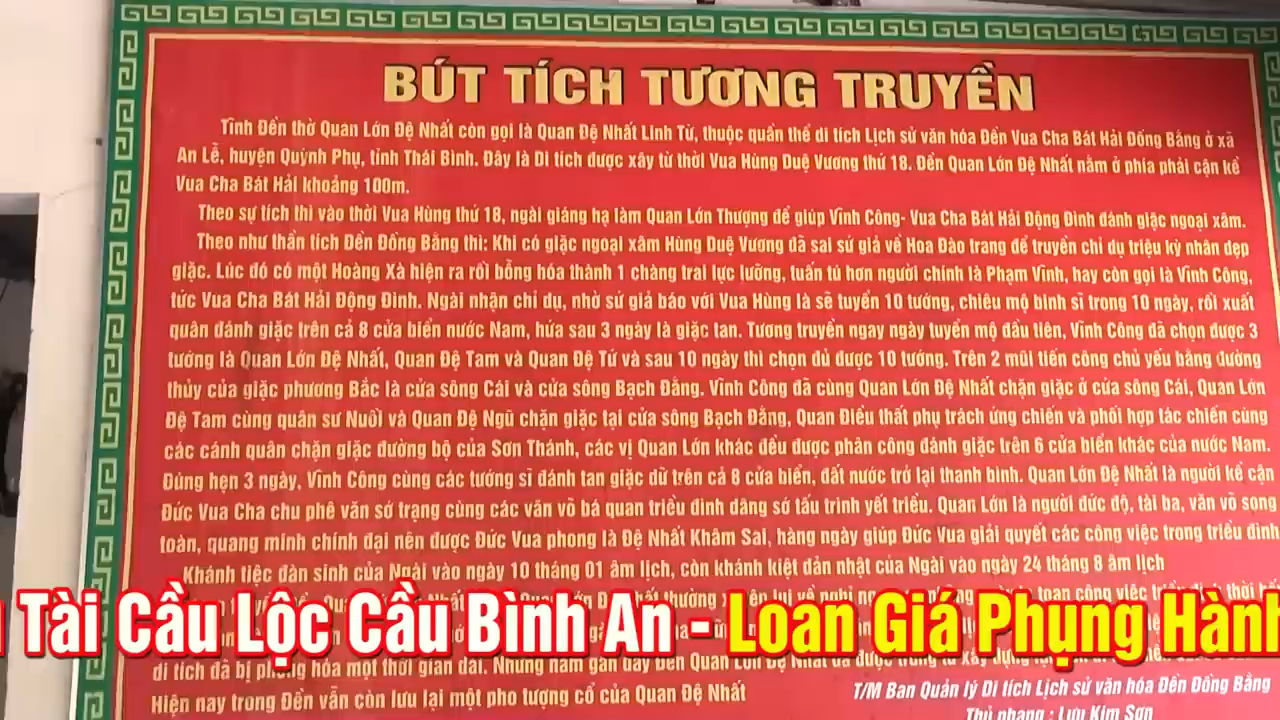 BÚT TÍCH TƯƠNG TRUYỀN
Tĩnh Đền thờ Quan Lớn Đệ Nhất còn gọi là Quan Đệ Nhất Linh Từ, thuộc quần thể di tích Lịch sử văn hóa Đền Vua Cha Bát Hải Đồng Bằng ở xã
An Lễ, huyện Quỳnh Phụ, tỉnh Thái Bình. Đây là Di tích được xây từ thời Vua Hùng Duệ Vương thứ 18. Đền Quan Lớn Đệ Nhất nằm ở phía phải cận kề
Vua Cha Bát Hải khoảng 100m.
Theo sự tích thì vào thời Vua Hùng thứ 18, ngài giáng hạ làm Quan Lớn Thượng để giúp Vĩnh Công- Vua Cha Bát Hải Động Đình đánh giặc ngoại xâm.
Theo như thần tích Đền Đồng Bằng thì: Khi có giặc ngoại xâm Hùng Duệ Vương đã sai sứ giả về Hoa Đào trang để truyền chỉ dụ triệu kỳ nhân dẹp
giặc. Lúc đó có một Hoàng Xà hiện ra rồi bỗng hóa thành 1 chàng trai lực lưỡng, tuấn tú hơn người chính là Phạm Vĩnh, hay còn gọi là Vĩnh Công,
tức Vua Cha Bát Hải Động Đình. Ngài nhận chỉ dụ, nhờ sứ giả báo với Vua Hùng là sẽ tuyển 10 tướng, chiêu mộ binh sĩ trong 10 ngày, rồi xuất
quân đánh giặc trên cả 8 cửa biển nước Nam, hứa sau 3 ngày là giặc tan. Tương truyền ngay ngày tuyển mộ đầu tiên, Vĩnh Công đã chọn được 3
tướng là Quan Lớn Đệ Nhất, Quan Đệ Tam và Quan Đệ Tứ và sau 10 ngày thì chọn đủ được 10 tướng. Trên 2 mũi tiến công chủ yếu bằng đường
thủy của giặc phương Bắc là cửa sông Cái và cửa sông Bạch Đằng. Vĩnh Công đã cùng Quan Lớn Đệ Nhất chặn giặc ở cửa sông Cái, Quan Lớn
Đệ Tam cùng quân sư Nuôi và Quan Đệ Ngũ chặn giặc tại cửa sông Bạch Đằng, Quan Điều thất phụ trách ứng chiến và phối hợp tác chiến cùng
các cánh quân chặn giặc đường bộ của Sơn Thánh, các vị Quan Lớn khác đều được phân công đánh giặc trên 6 cửa biển khác của nước Nam.
Đúng hẹn 3 ngày, Vĩnh Công cùng các tướng sĩ đánh tan giặc dữ trên cả 8 cửa biển, đất nước trở lại thanh bình. Quan Lớn Đệ Nhất là người kề cận
Đức Vua Cha chu phê văn sớ trạng cùng các văn võ bá quan triều đình dâng sớ tấu trình yết triều. Quan Lớn là người đức độ, tài ba, văn võ song
toàn, quang minh chính đại nên được Đức Vua phong là Đệ Nhất Khâm Sai, hàng ngày giúp Đức Vua giải quyết các công việc trong triều đình
Khánh tiệc đản sinh của Ngài vào ngày 10 tháng 01 âm lịch, còn khánh kiệt đản nhật của Ngài vào ngày 24 tháng 8 âm lịch
Tài Cầu Lộc Cầu Bình An - Loan Giá Phụng Hành
di tích đã bị phong hóa một thời gian dài. Những năm gần đây Đền Quan Lớn Đệ Nhất đã được
Hiện nay trong Đền vẫn còn lưu lại một pho tượng cổ của Quan Đệ Nhất
T/M Ban Quản lý Di tích Lịch sử văn hóa Đền Đồng Bằng
Thủ nhang : Lưu Kim Sơn